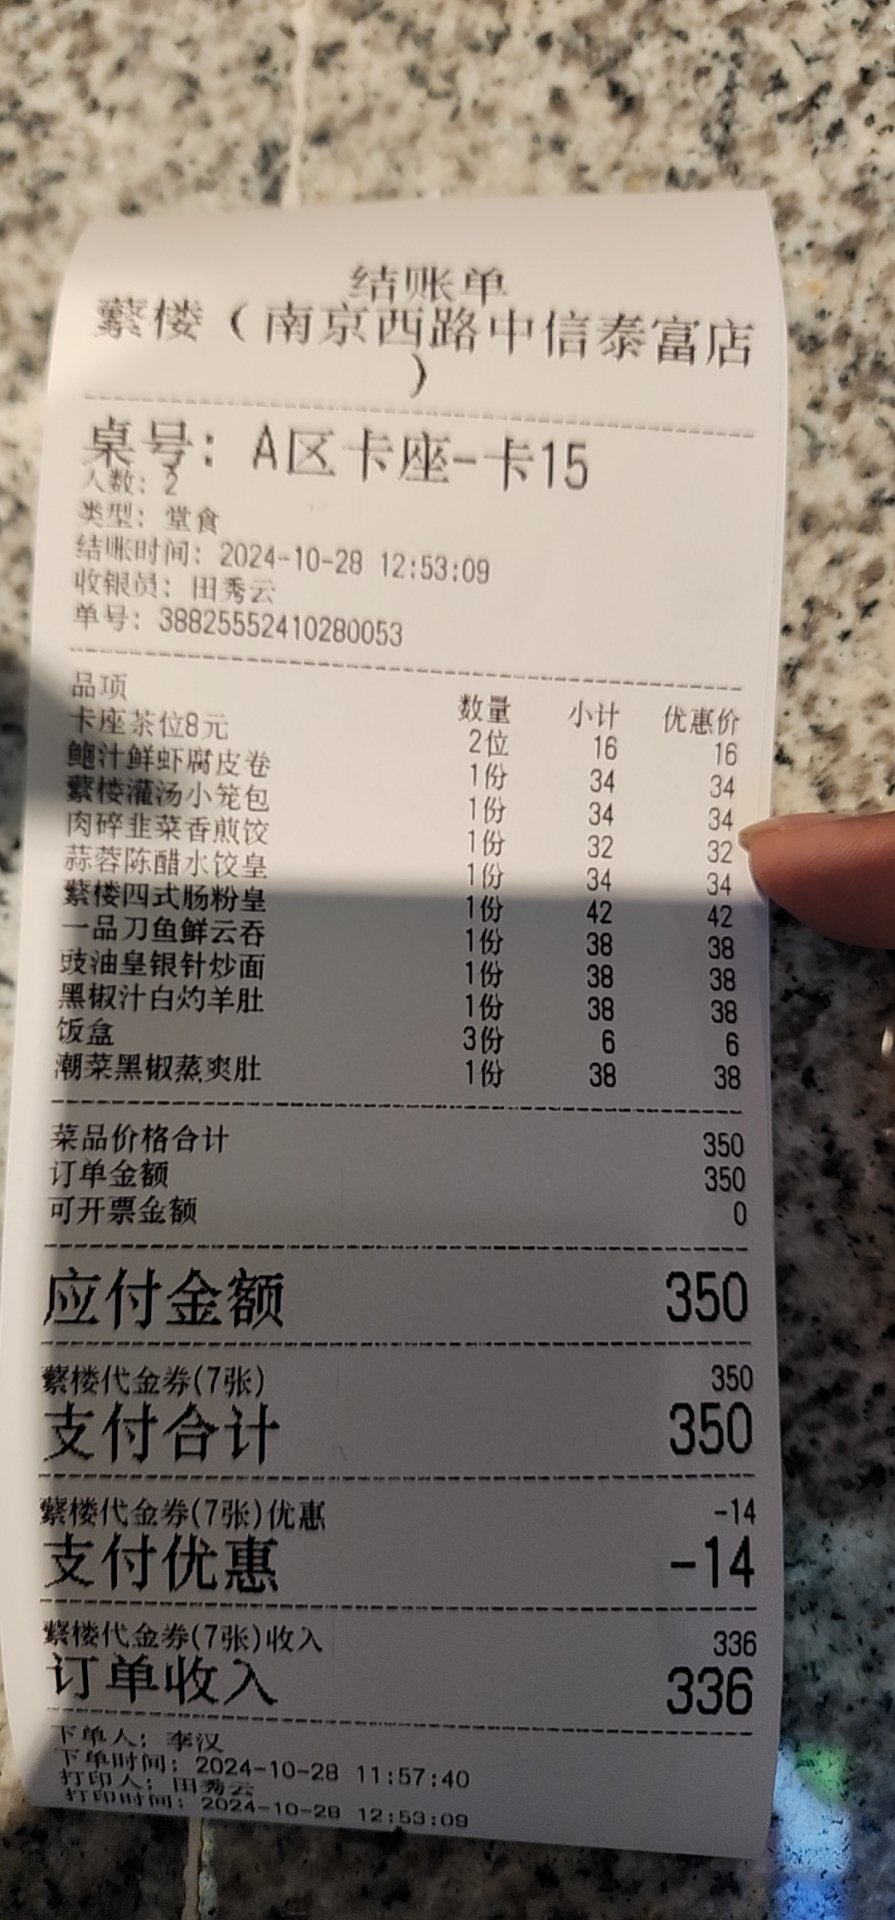 结账单
蘩楼（南京西路中信泰富店
）
桌号：A区卡座-卡15
人数：2
类型：堂食
结账时间：2024-10-28 12:53:09
收银员：田秀云
单号：38825552410280053
品项 数量 小计 优惠价
卡座茶位8元 2位 16 16
鲍汁鲜虾腐皮卷 1份 34 34
蘩楼灌汤小笼包 1份 34 34
肉碎韭菜香煎饺 1份 32 32
蒜蓉陈醋水饺皇 1份 34 34
蘩楼四式肠粉皇 1份 42 42
一品刀鱼鲜云吞 1份 38 38
豉油皇银针炒面 1份 38 38
黑椒汁白灼羊肚 1份 38 38
饭盒 3份 6 6
潮菜黑椒蒸爽肚 1份 38 38
菜品价格合计 350
订单金额 350
可开票金额 0
应付金额 350
蘩楼代金券(7张) 350
支付合计 350
蘩楼代金券(7张)优惠 -14
支付优惠 -14
蘩楼代金券(7张)收入 336
订单收入 336
下单人：李汉
下单时间：2024-10-28 11:57:40
打印人：田秀云
打印时间：2024-10-28 12:53:09